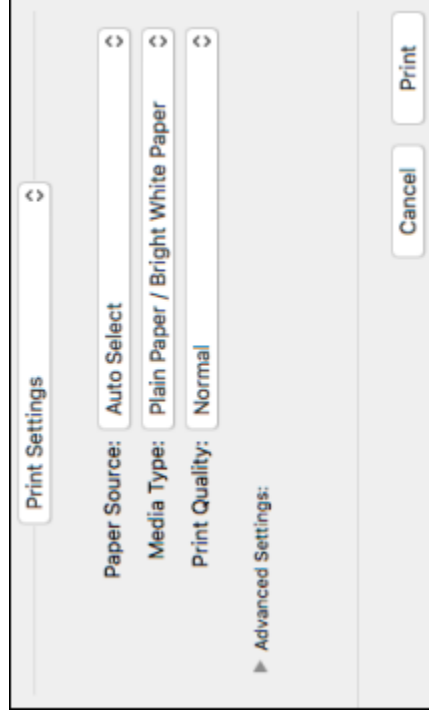 Print Settings
Paper Source: Auto Select
Media Type: Plain Paper / Bright White Paper
Print Quality: Normal
Advanced Settings:
Cancel Print